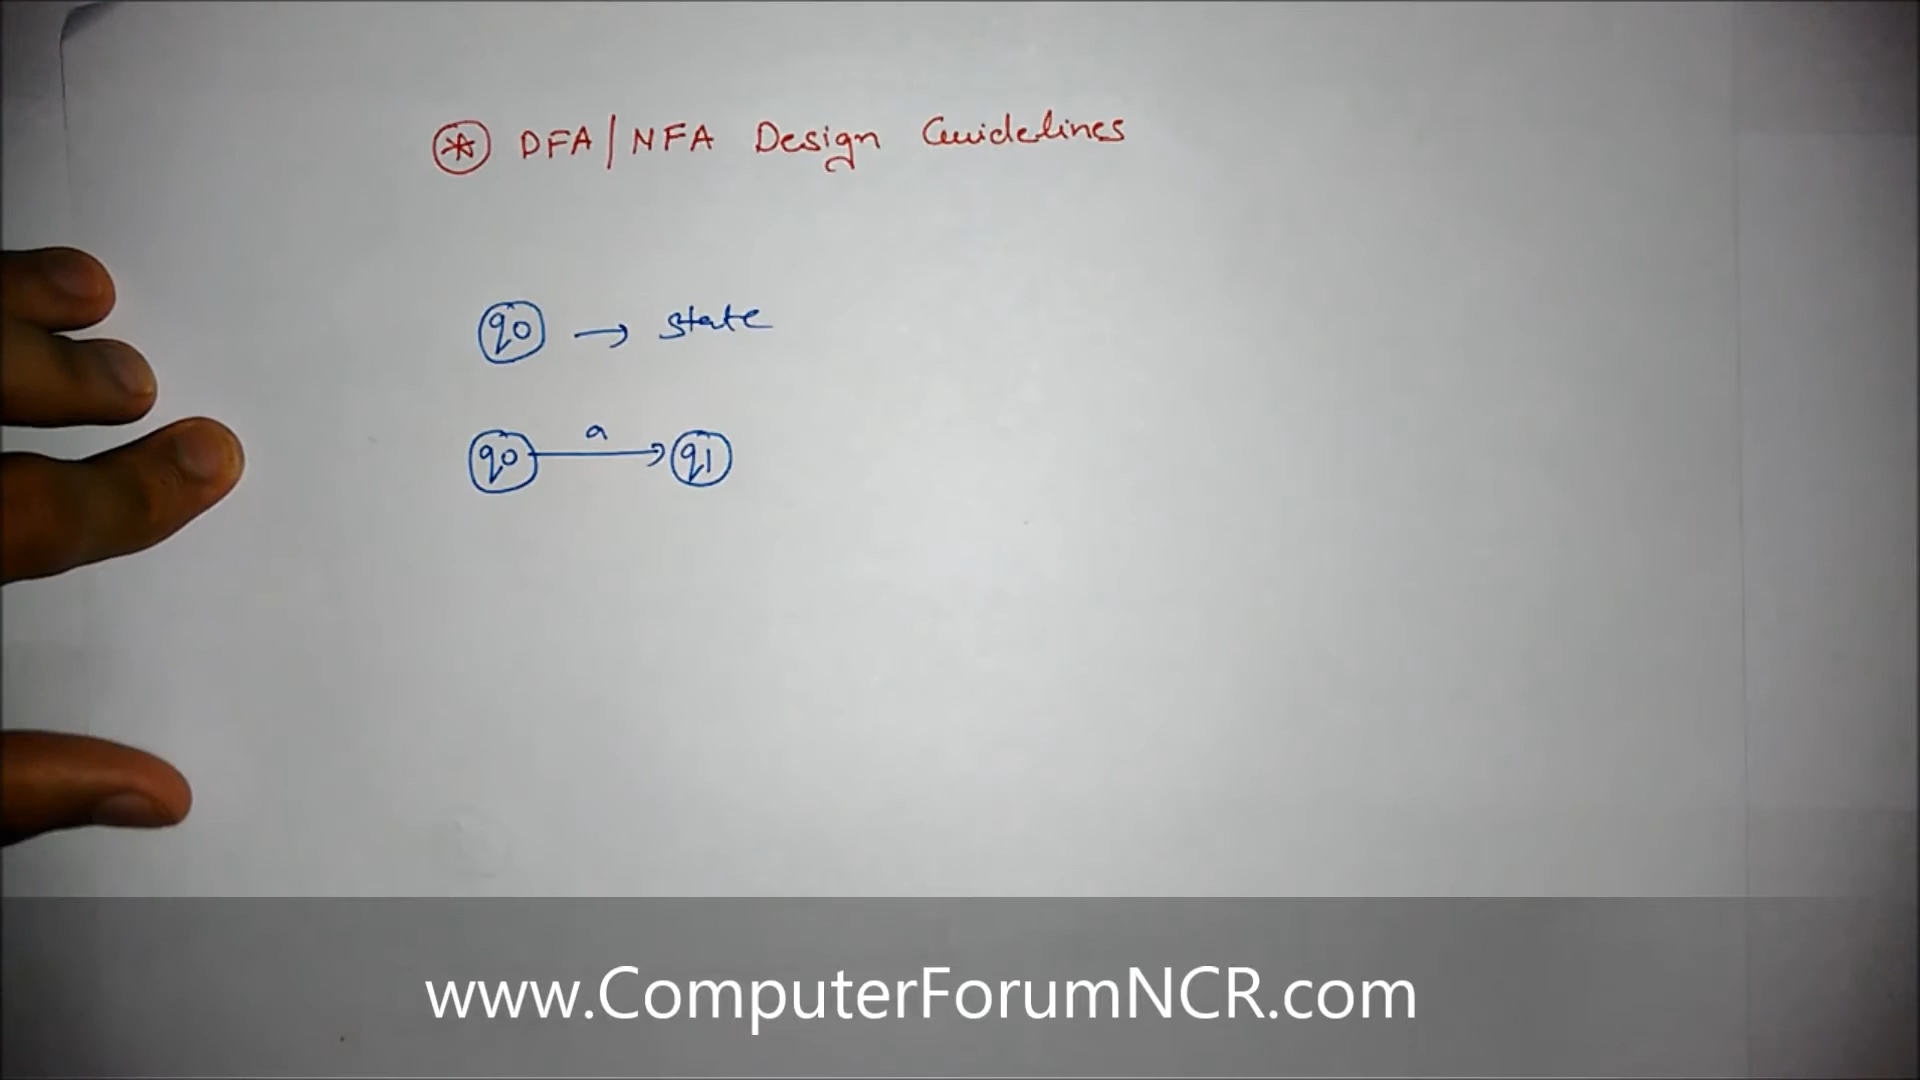 * DFA/NFA Design Guidelines
q0 → state
q0 a → q1
www.ComputerForumNCR.com